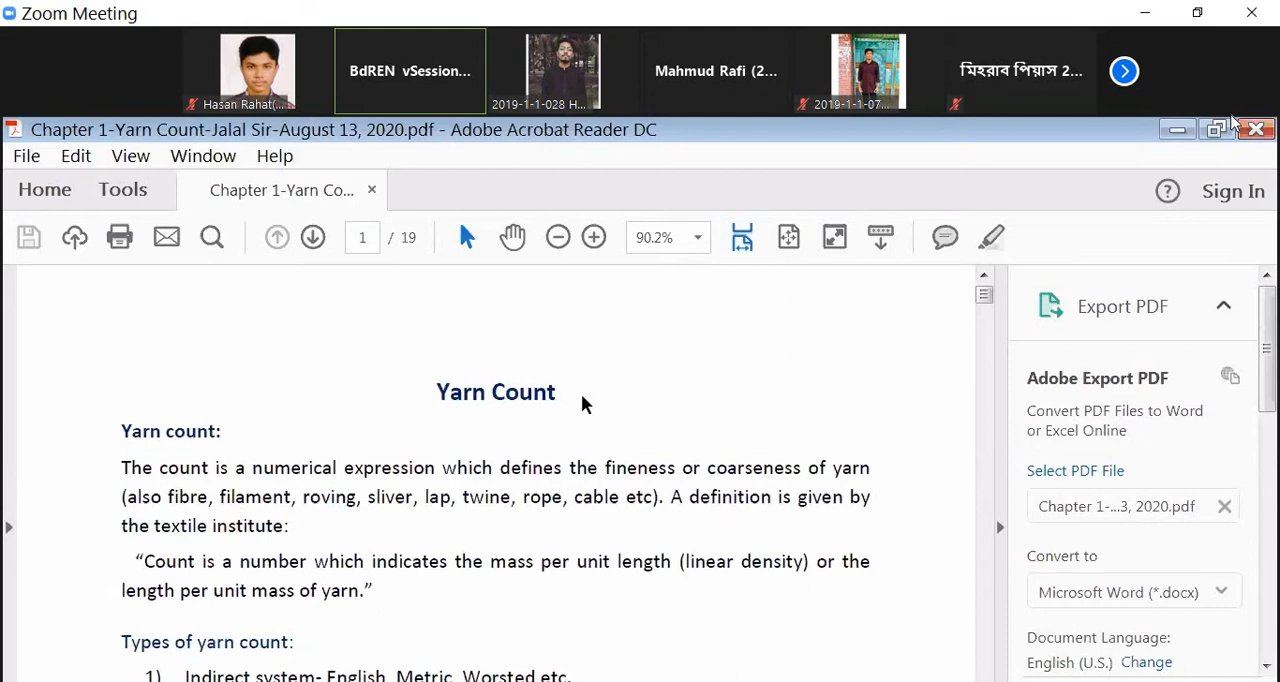 Zoom Meeting
Hasan Rahat(...
BdREN vSession...
2019-1-1-028 H...
Mahmud Rafi (2...
2019-1-1-07...
মিহরাব পিয়াস 2...
Chapter 1-Yarn Count-Jalal Sir-August 13, 2020.pdf - Adobe Acrobat Reader DC
File Edit View Window Help
Home Tools Chapter 1-Yarn Co... × Sign In
1 / 19 90.2%
Export PDF
Adobe Export PDF
Convert PDF Files to Word
or Excel Online
Select PDF File
Chapter 1-...3, 2020.pdf
Convert to
Microsoft Word (*.docx)
Document Language:
English (U.S.) Change
Yarn Count
Yarn count:
The count is a numerical expression which defines the fineness or coarseness of yarn
(also fibre, filament, roving, sliver, lap, twine, rope, cable etc). A definition is given by
the textile institute:
“Count is a number which indicates the mass per unit length (linear density) or the
length per unit mass of yarn.”
Types of yarn count:
1) Indirect system- English, Metric, Worsted etc.